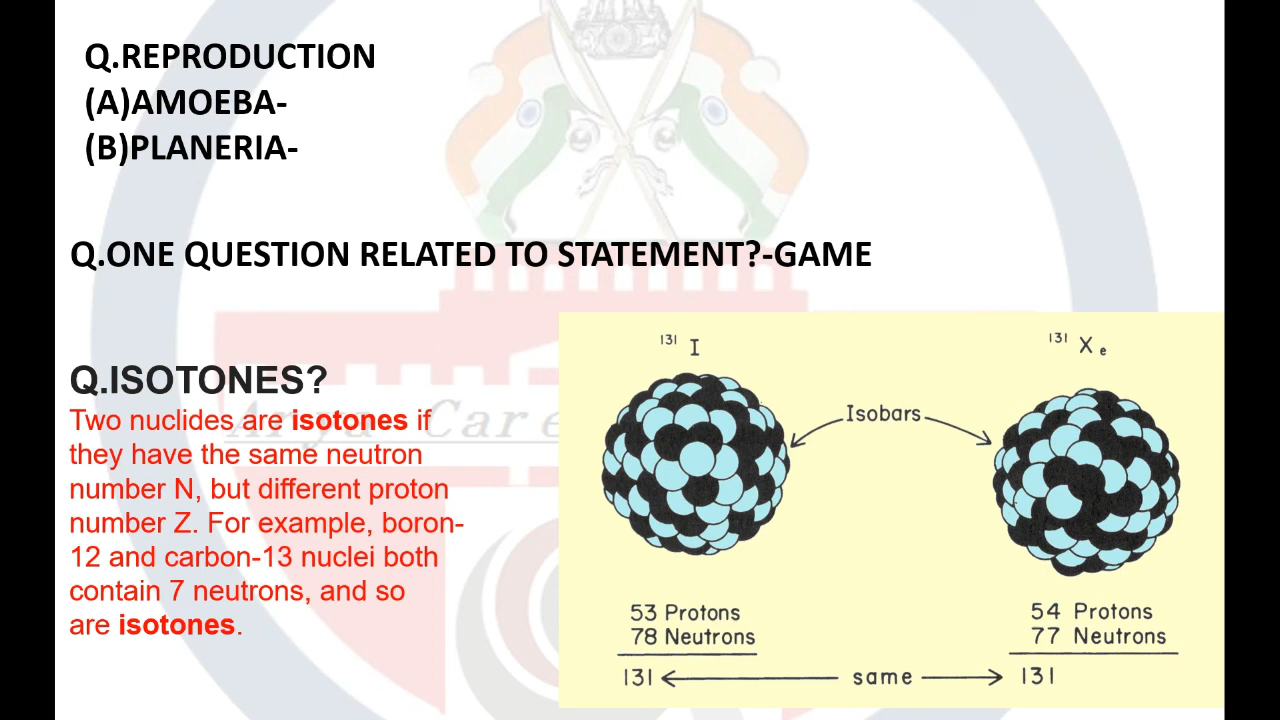 Q.REPRODUCTION
(A)AMOEBA-
(B)PLANERIA-
Q.ONE QUESTION RELATED TO STATEMENT?-GAME
Q.ISOTONES?
Two nuclides are isotones if
they have the same neutron
number N, but different proton
number Z. For example, boron-
12 and carbon-13 nuclei both
contain 7 neutrons, and so
are isotones.
Arya Care
131 I
131 Xe
Isobars
53 Protons
78 Neutrons
131
54 Protons
77 Neutrons
131
same